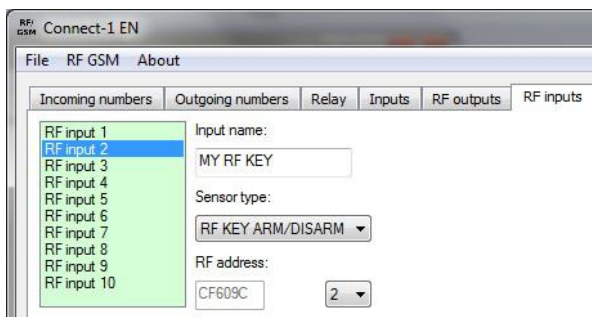 RF/
GSM Connect-1 EN
File RF GSM About
Incoming numbers Outgoing numbers Relay Inputs RF outputs RF inputs
RF input 1
RF input 2
RF input 3
RF input 4
RF input 5
RF input 6
RF input 7
RF input 8
RF input 9
RF input 10
Input name:
MY RF KEY
Sensor type:
RF KEY ARM/DISARM
RF address:
CF609C 2